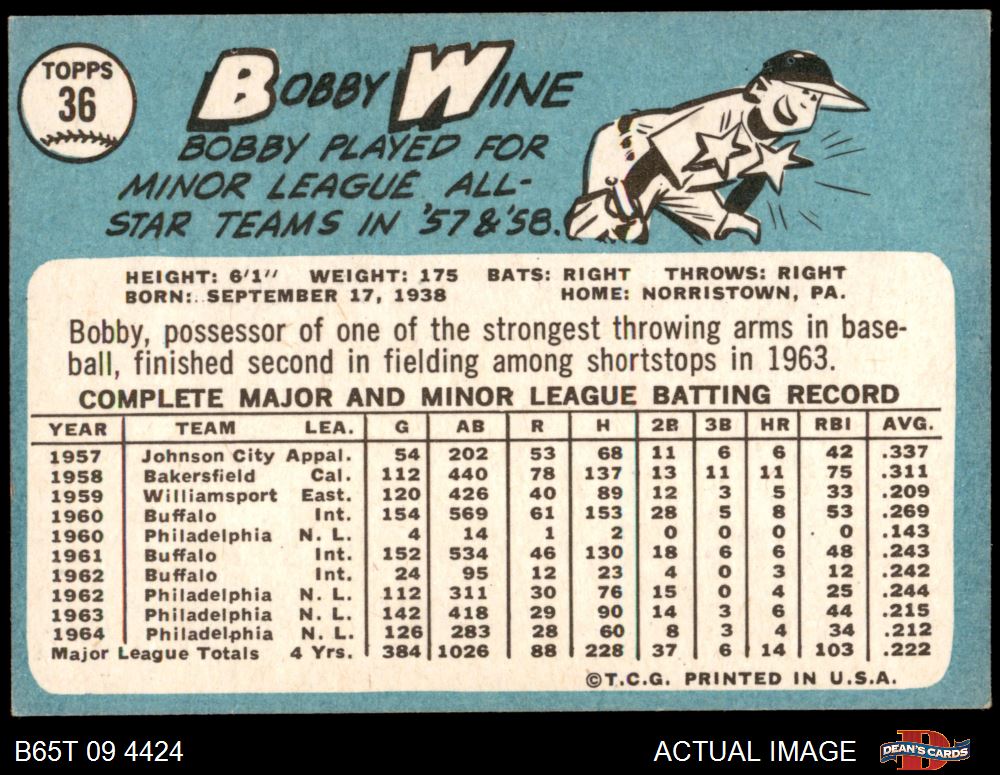 TOPPS
36
BOBBY WINE
BOBBY PLAYED FOR
MINOR LEAGUE ALL-
STAR TEAMS IN '57 & '58.
HEIGHT: 6'1" WEIGHT: 175 BATS: RIGHT THROWS: RIGHT
BORN: SEPTEMBER 17, 1938 HOME: NORRISTOWN, PA.
Bobby, possessor of one of the strongest throwing arms in base-
ball, finished second in fielding among shortstops in 1963.
COMPLETE MAJOR AND MINOR LEAGUE BATTING RECORD
YEAR TEAM LEA. G AB R H 2B 3B HR RBI AVG.
1957 Johnson City Appal. 54 202 53 68 11 6 6 42 .337
1958 Bakersfield Cal. 112 440 78 137 13 11 11 75 .311
1959 Williamsport East. 120 426 40 89 12 3 5 33 .209
1960 Buffalo Int. 154 569 61 153 28 5 8 53 .269
1960 Philadelphia N. L. 4 14 1 2 0 0 0 0 .143
1961 Buffalo Int. 152 534 46 130 18 6 6 48 .243
1962 Buffalo Int. 24 95 12 23 4 0 3 12 .242
1962 Philadelphia N. L. 112 311 30 76 15 0 4 25 .244
1963 Philadelphia N. L. 142 418 29 90 14 3 6 44 .215
1964 Philadelphia N. L. 126 283 28 60 8 3 4 34 .212
Major League Totals 4 Yrs. 384 1026 88 228 37 6 14 103 .222
©T.C.G. PRINTED IN U.S.A.
B65T 09 4424 ACTUAL IMAGE DEAN'S CARDS